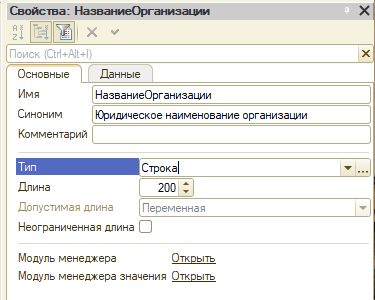 Свойства: НазваниеОрганизации
Поиск (Ctrl+Alt+I)
Основные Данные
Имя НазваниеОрганизации
Синоним Юридическое наименование организации
Комментарий
Тип Строка ...
Длина 200
Допустимая длина Переменная
Неограниченная длина
Модуль менеджера Открыть
Модуль менеджера значения Открыть